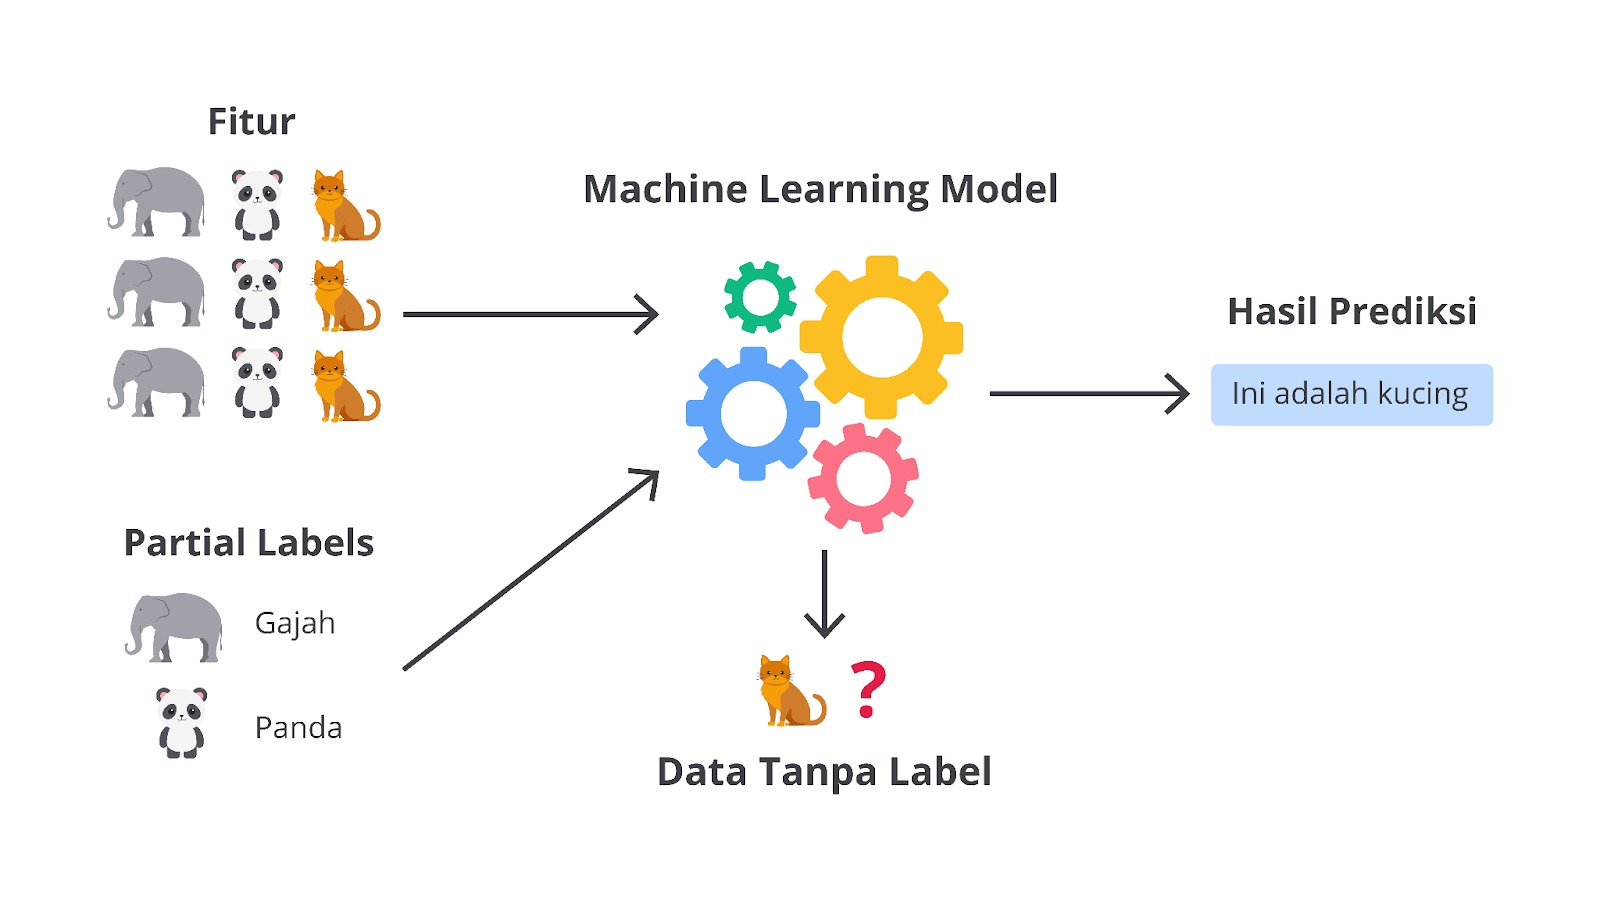 Fitur
Machine Learning Model
Hasil Prediksi
Ini adalah kucing
Partial Labels
Gajah
Panda
?
Data Tanpa Label